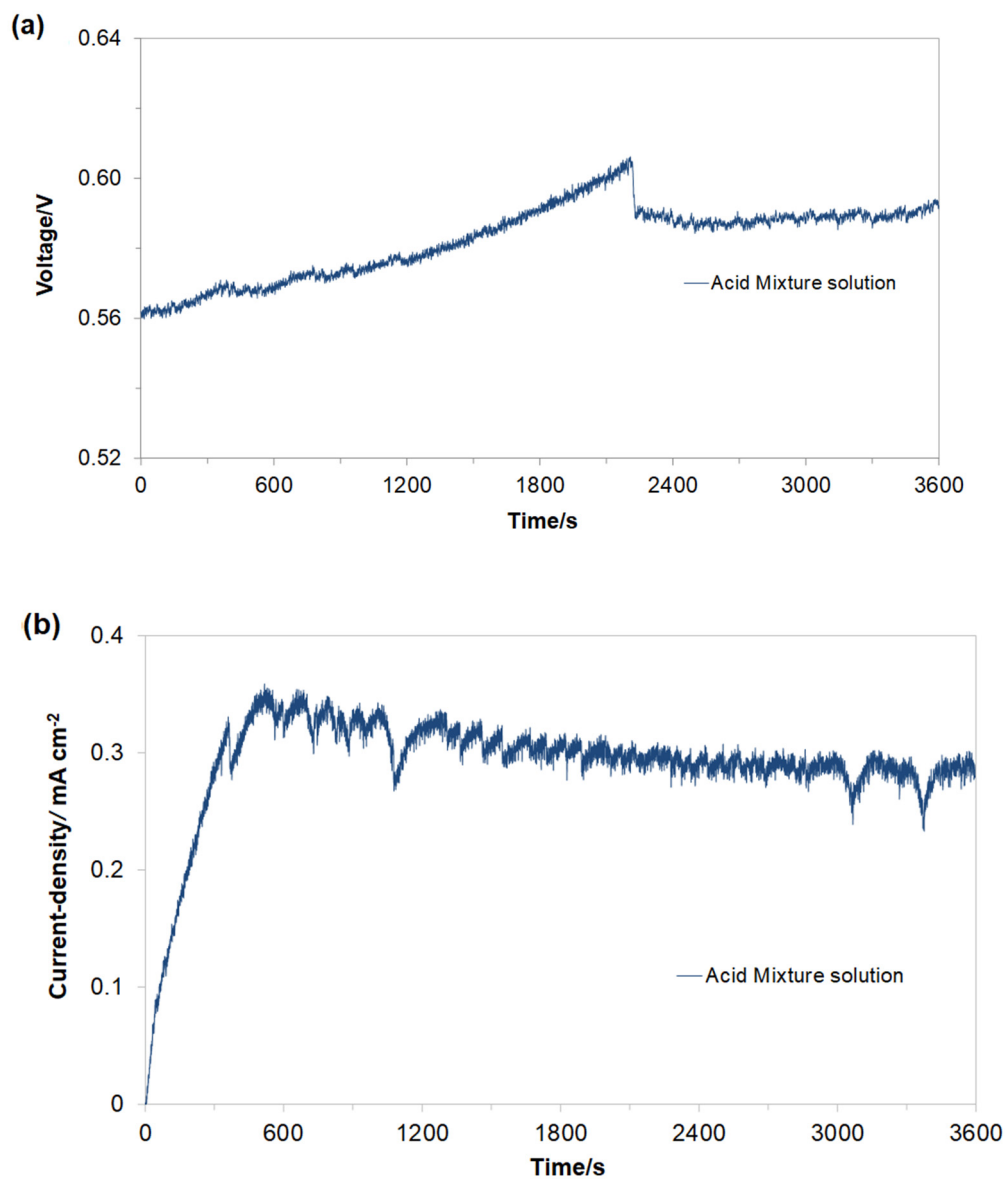 (a)
0.64
0.60
0.56
0.52
Voltage/V
Acid Mixture solution
0 600 1200 1800 2400 3000 3600
Time/s
(b)
0.4
0.3
0.2
0.1
0
Current-density/ mA cm⁻²
Acid Mixture solution
0 600 1200 1800 2400 3000 3600
Time/s